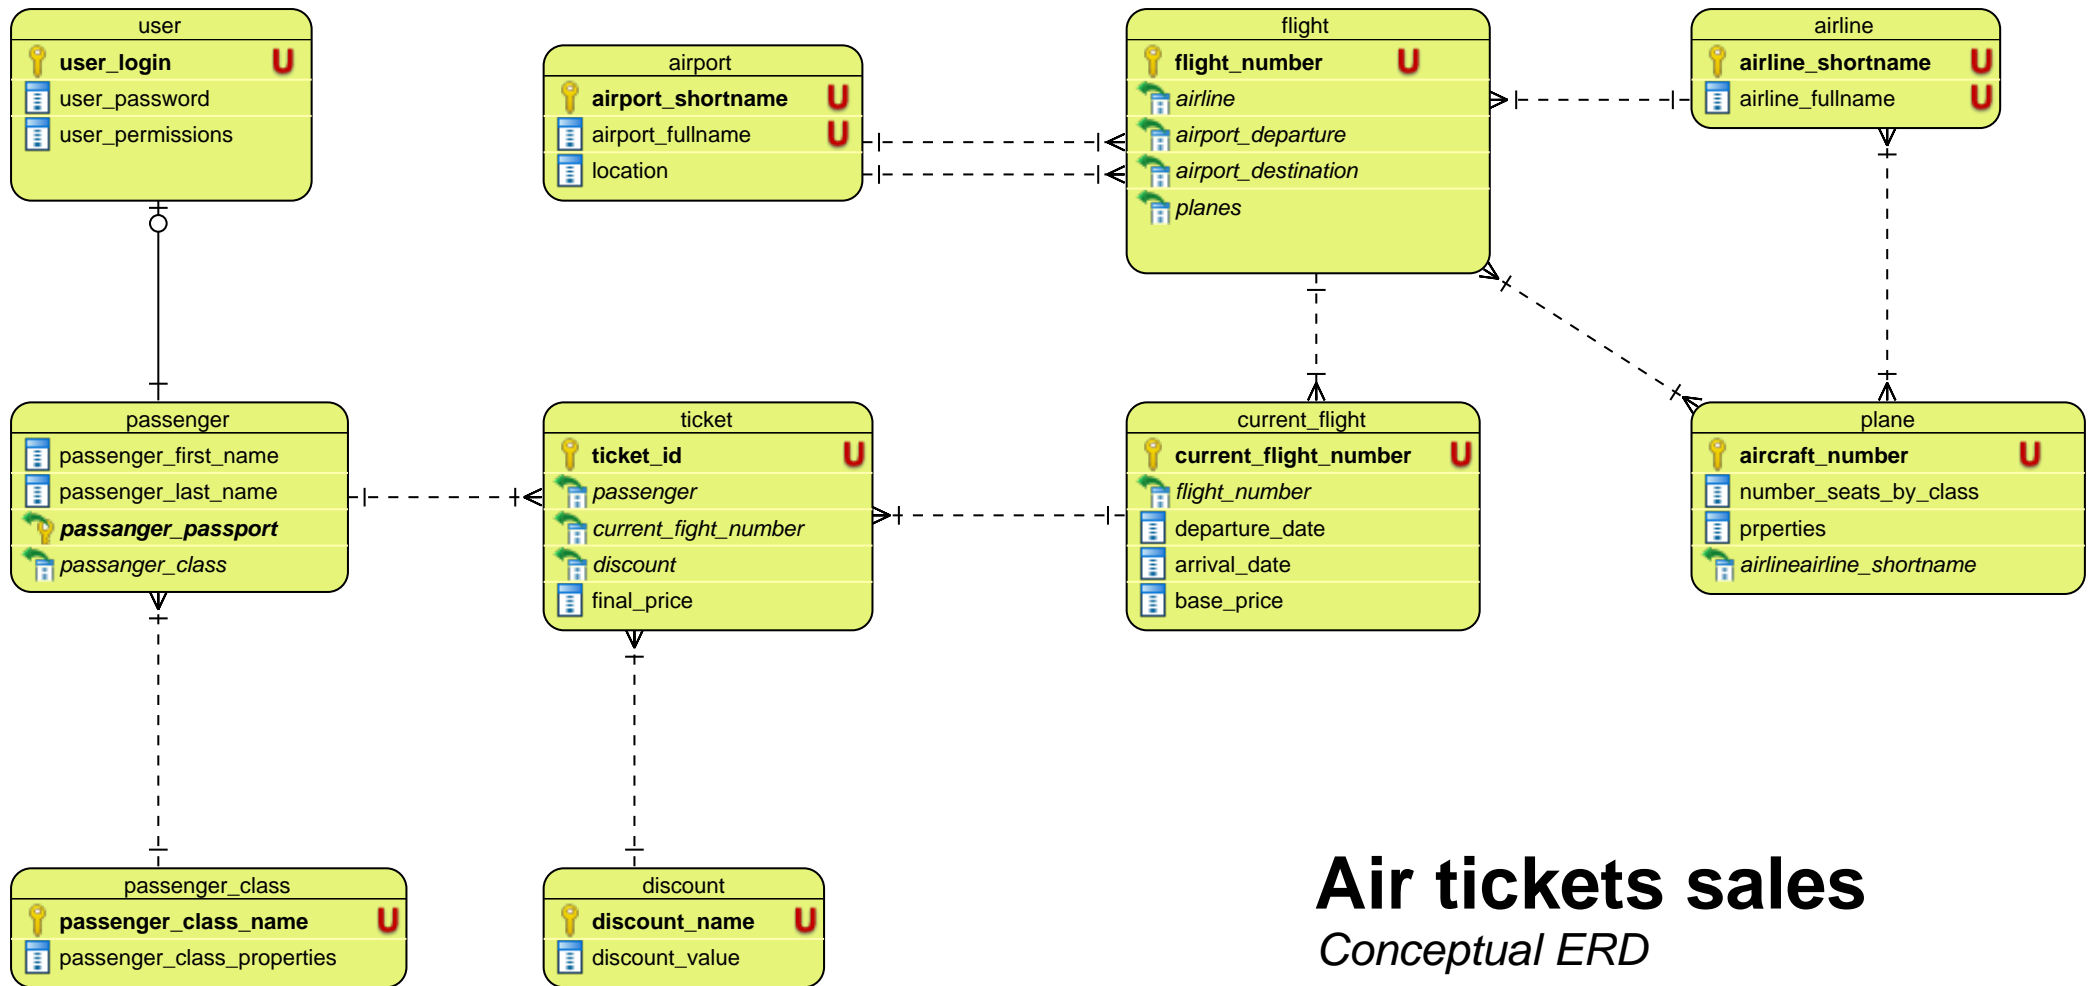 user
user_login U
user_password
user_permissions
airport
airport_shortname U
airport_fullname U
location
flight
flight_number U
airline
airport_departure
airport_destination
planes
airline
airline_shortname U
airline_fullname U
passenger
passenger_first_name
passenger_last_name
passanger_passport
passanger_class
ticket
ticket_id U
passenger
current_fight_number
discount
final_price
current_flight
current_flight_number U
flight_number
departure_date
arrival_date
base_price
plane
aircraft_number U
number_seats_by_class
prperties
airlineairline_shortname
passenger_class
passenger_class_name U
passenger_class_properties
discount
discount_name U
discount_value
Air tickets sales
Conceptual ERD